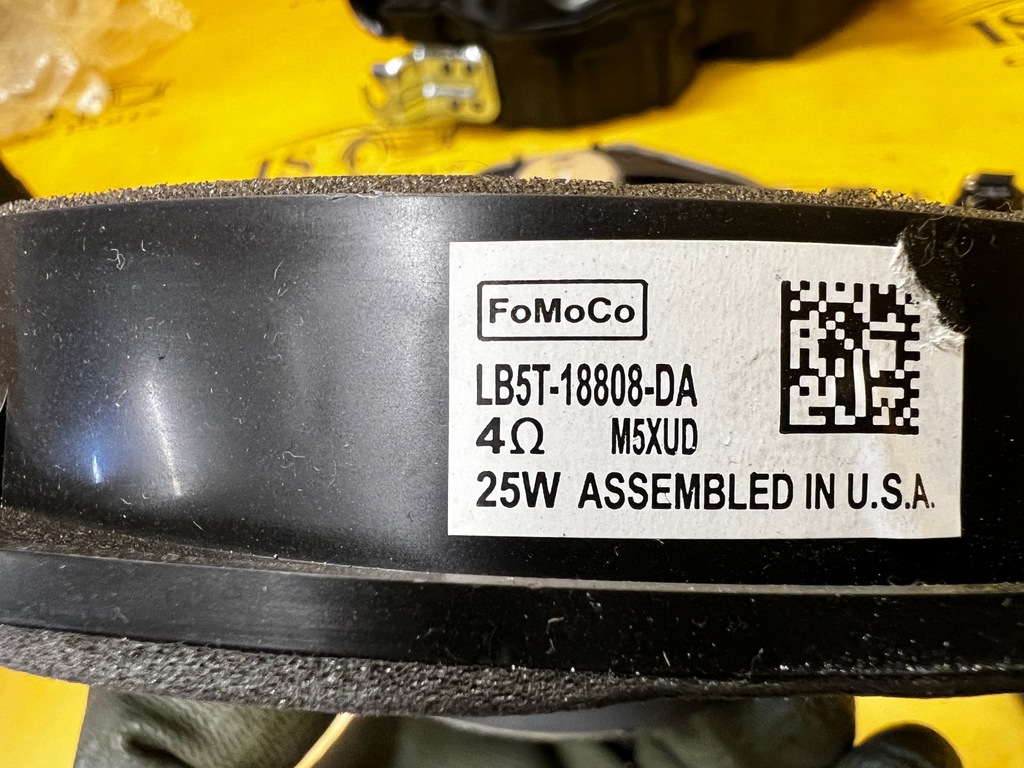 FoMoCo
LB5T-18808-DA
4Ω M5XUD
25W ASSEMBLED IN U.S.A.